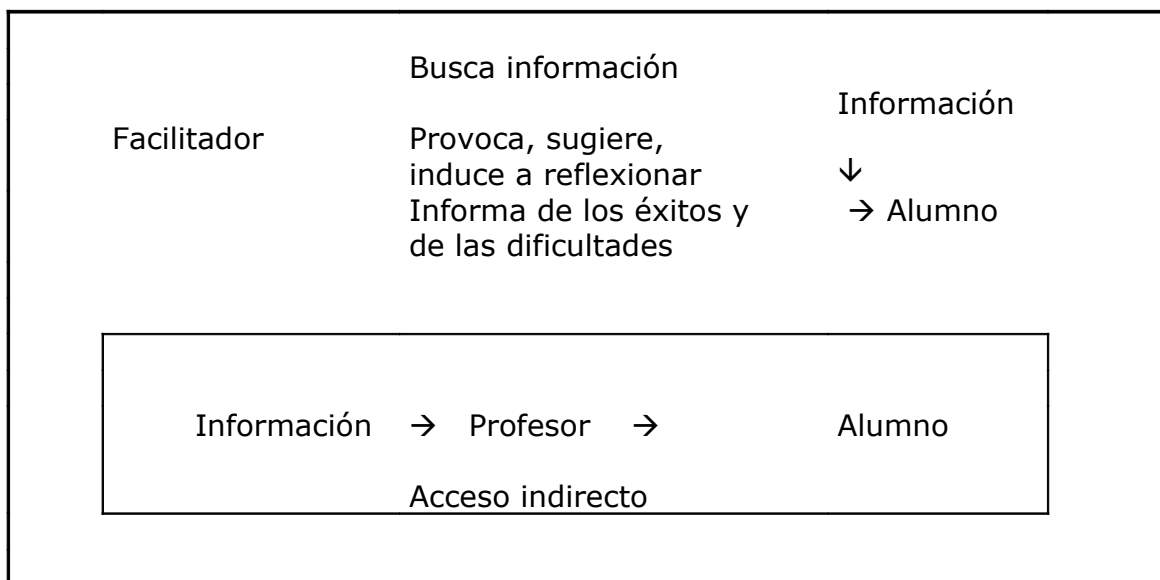 Busca información
Información
Facilitador Provoca, sugiere,
induce a reflexionar ↓
Informa de los éxitos y → Alumno
de las dificultades
Información → Profesor → Alumno
Acceso indirecto